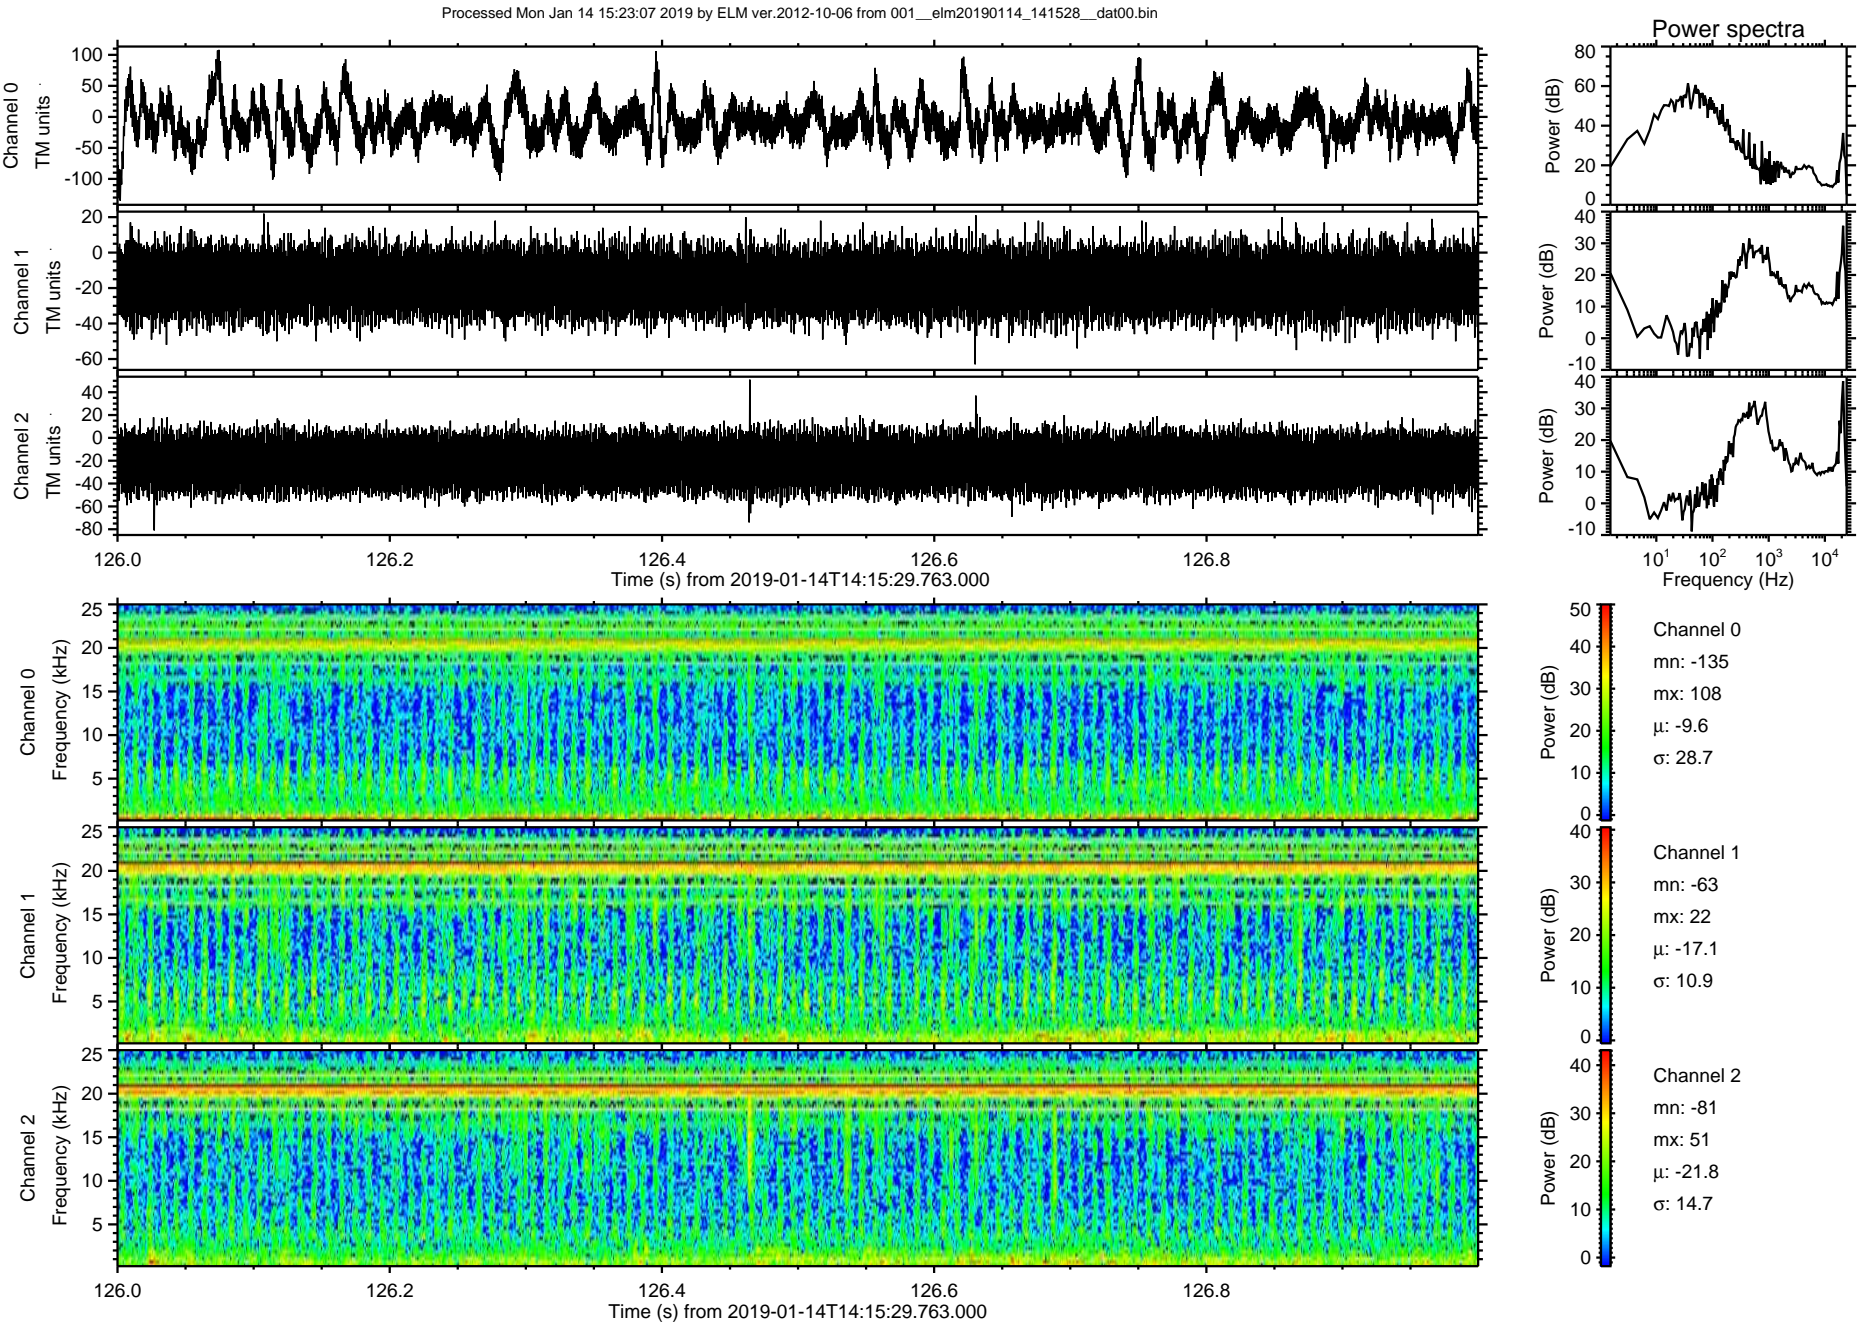 Processed Mon Jan 14 15:23:07 2019 by ELM ver.2012-10-06 from 001__elm20190114_141528__dat00.bin
Power spectra
Channel 0
TM units
100
50
0
-50
-100
Power (dB)
80
60
40
20
0
Channel 1
TM units
20
0
-20
-40
-60
Power (dB)
40
30
20
10
0
-10
Channel 2
TM units
40
20
0
-20
-40
-60
-80
Power (dB)
40
30
20
10
0
-10
126.0 126.2 126.4 126.6 126.8
Time (s) from 2019-01-14T14:15:29.763.000
10¹ 10² 10³ 10⁴
Frequency (Hz)
Channel 0
Frequency (kHz)
25
20
15
10
5
Power (dB)
50
40
30
20
10
0
Channel 0
mn: -135
mx: 108
μ: -9.6
σ: 28.7
Channel 1
Frequency (kHz)
25
20
15
10
5
Power (dB)
40
30
20
10
0
Channel 1
mn: -63
mx: 22
μ: -17.1
σ: 10.9
Channel 2
Frequency (kHz)
25
20
15
10
5
Power (dB)
40
30
20
10
0
Channel 2
mn: -81
mx: 51
μ: -21.8
σ: 14.7
126.0 126.2 126.4 126.6 126.8
Time (s) from 2019-01-14T14:15:29.763.000